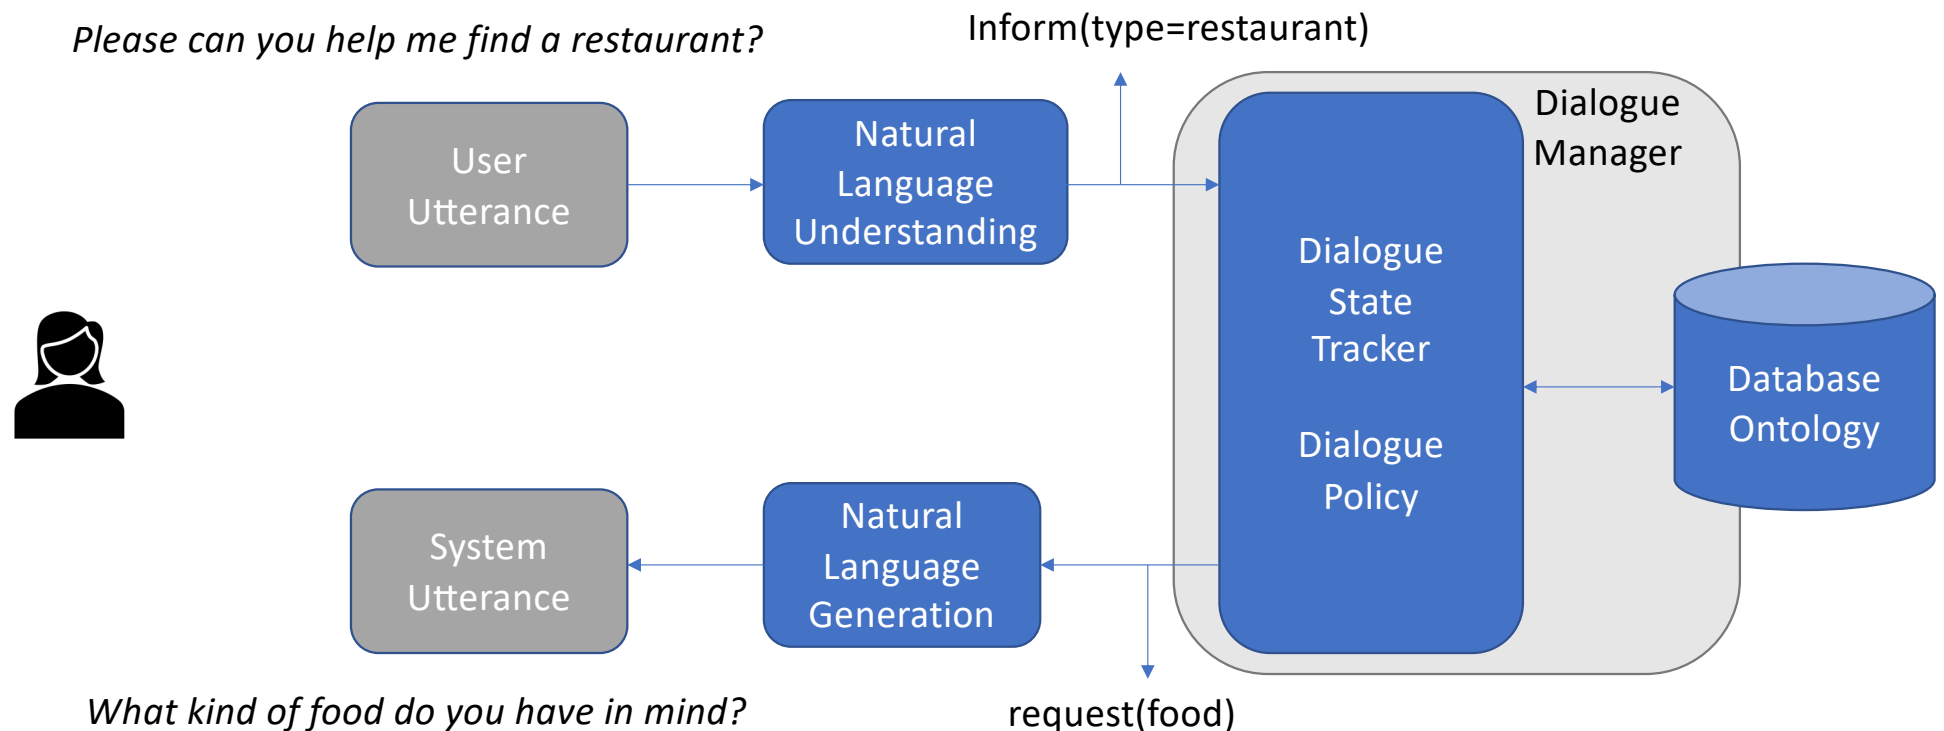 Please can you help me find a restaurant?
Inform(type=restaurant)
User
Utterance
Natural
Language
Understanding
Dialogue
Manager
Dialogue
State
Tracker
Dialogue
Policy
Database
Ontology
System
Utterance
Natural
Language
Generation
What kind of food do you have in mind?
request(food)